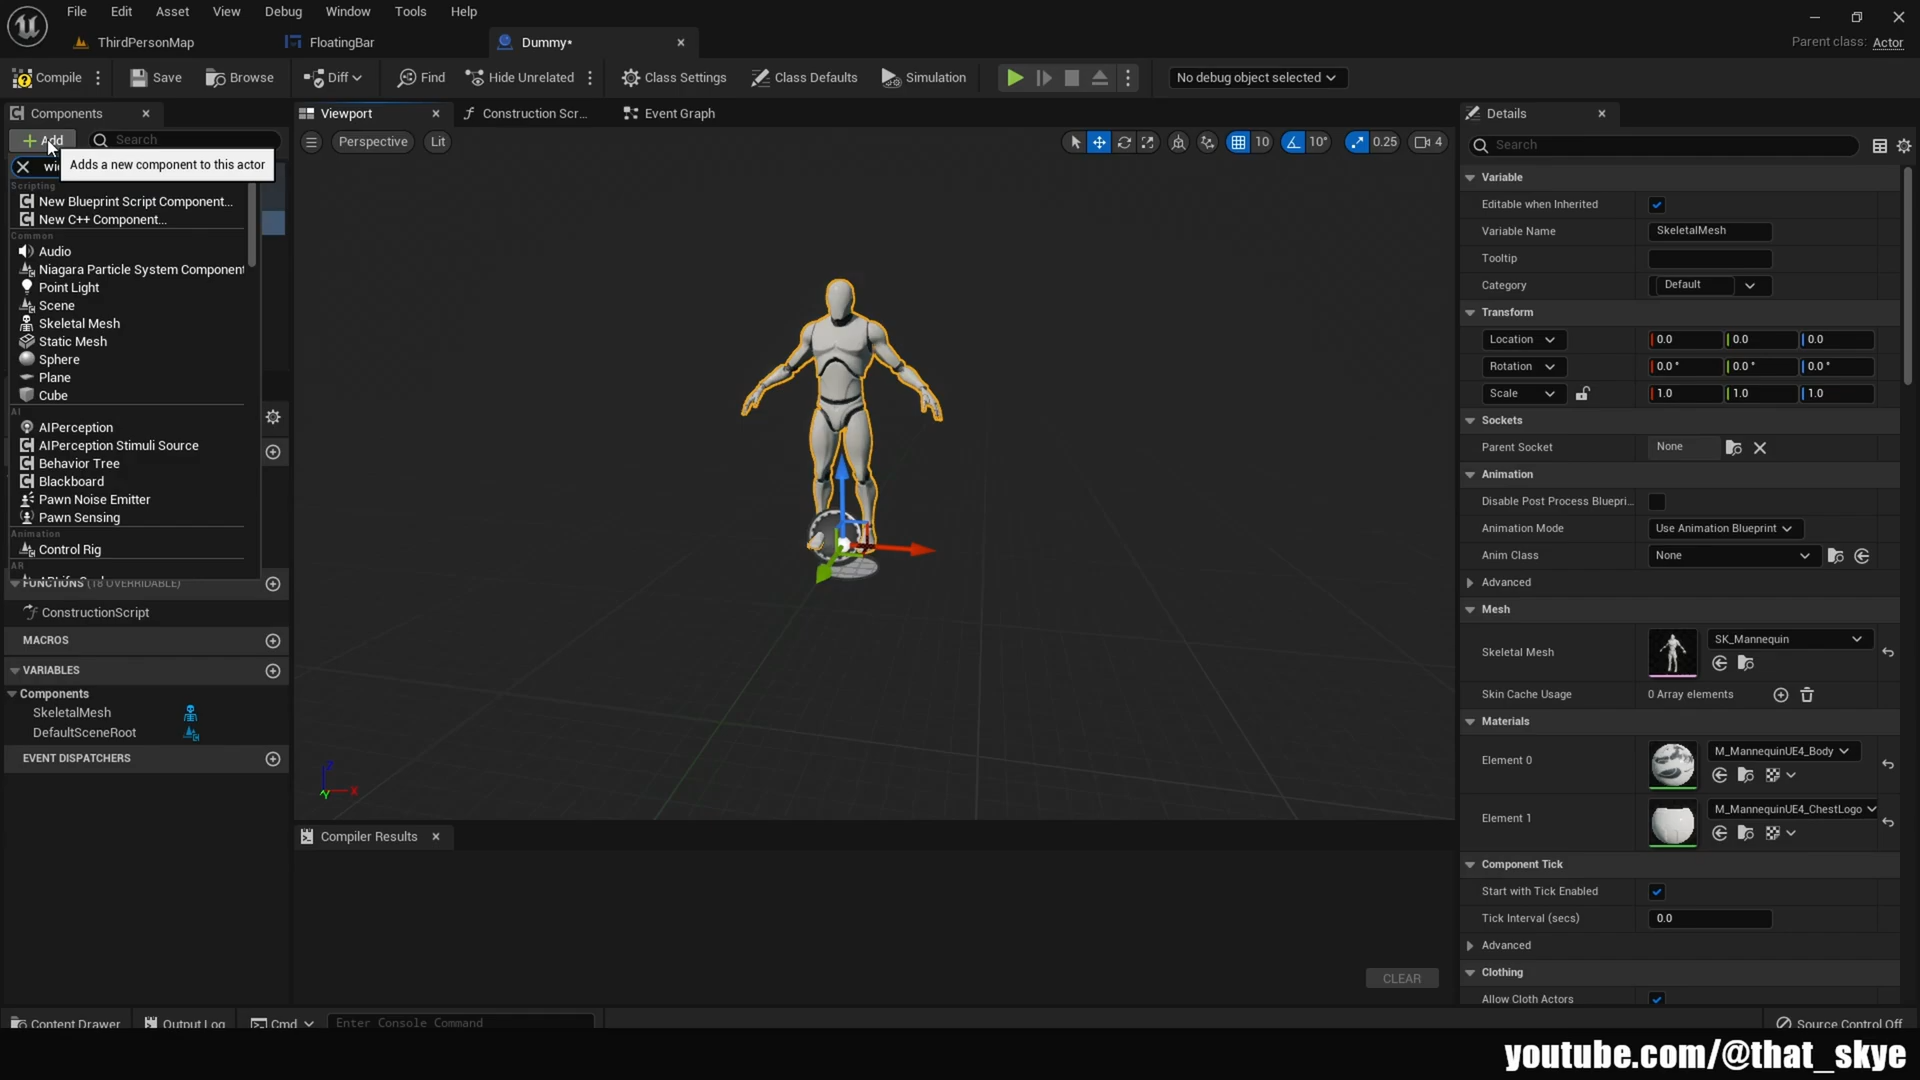 File Edit Asset View Debug Window Tools Help
ThirdPersonMap FloatingBar Dummy*
Parent class: Actor
Compile Save Browse Diff Find Hide Unrelated Class Settings Class Defaults Simulation No debug object selected
Components Viewport Construction Scr... Event Graph Details
Add Search
Perspective Lit 10 10° 0.25 4
Search
Adds a new component to this actor
Scripting
New Blueprint Script Component...
New C++ Component...
Common
Audio
Niagara Particle System Component
Point Light
Scene
Skeletal Mesh
Static Mesh
Sphere
Plane
Cube
AI
AIPerception
AIPerception Stimuli Source
Behavior Tree
Blackboard
Pawn Noise Emitter
Pawn Sensing
Animation
Control Rig
AR
FUNCTIONS (18 OVERRIDABLE)
ConstructionScript
MACROS
VARIABLES
Components
SkeletalMesh
DefaultSceneRoot
EVENT DISPATCHERS
Z
X
Y
Compiler Results
CLEAR
Variable
Editable when Inherited
Variable Name SkeletalMesh
Tooltip
Category Default
Transform
Location 0.0 0.0 0.0
Rotation 0.0° 0.0° 0.0°
Scale 1.0 1.0 1.0
Sockets
Parent Socket None
Animation
Disable Post Process Bluepri...
Animation Mode Use Animation Blueprint
Anim Class None
Advanced
Mesh
Skeletal Mesh SK_Mannequin
Skin Cache Usage 0 Array elements
Materials
Element 0 M_MannequinUE4_Body
Element 1 M_MannequinUE4_ChestLogo
Component Tick
Start with Tick Enabled
Tick Interval (secs) 0.0
Advanced
Clothing
Allow Cloth Actors
Content Drawer Output Log Cmd Enter Console Command Source Control Off
youtube.com/@that_skye